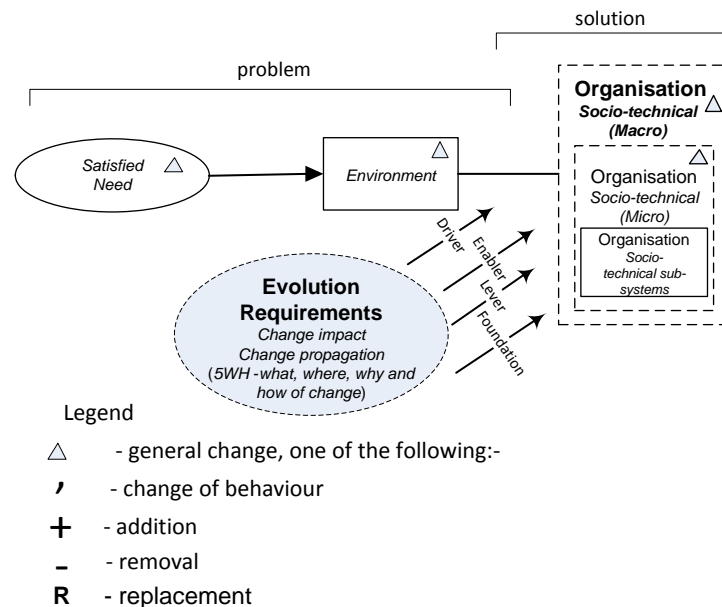 solution
problem
Organisation
Socio-technical
(Macro)
Satisfied
Need
Environment
Organisation
Socio-technical
(Micro)
Organisation
Socio-
technical sub-
systems
Driver
Enabler
Lever
Foundation
Evolution
Requirements
Change impact
Change propagation
(5WH -what, where, why and
how of change)
Legend
- general change, one of the following:-
, - change of behaviour
+ - addition
- - removal
R - replacement